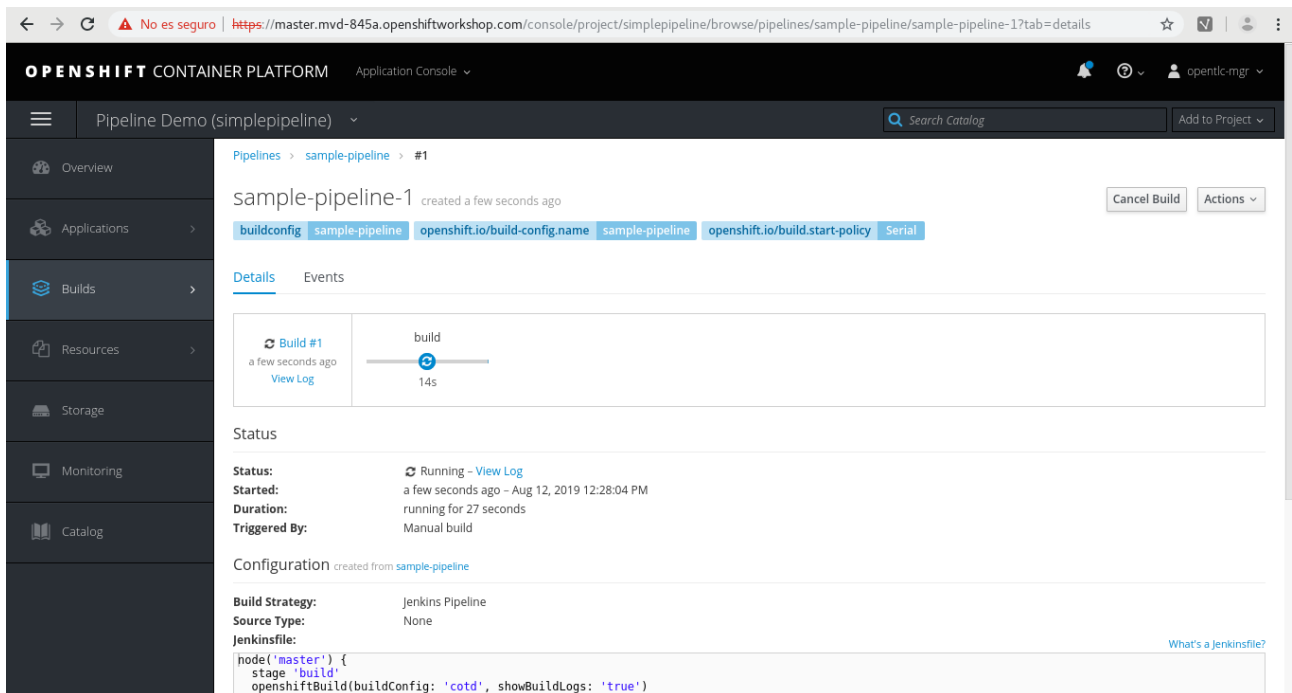 No es seguro | https://master.mvd-845a.openshiftworkshop.com/console/project/simplepipeline/browse/pipelines/sample-pipeline/sample-pipeline-1?tab=details
OPENSHIFT CONTAINER PLATFORM Application Console opentlc-mgr
Pipeline Demo (simplepipeline) Search Catalog Add to Project
Overview
Applications
Builds
Resources
Storage
Monitoring
Catalog
Pipelines > sample-pipeline > #1
sample-pipeline-1 created a few seconds ago Cancel Build Actions
buildconfig sample-pipeline openshift.io/build-config.name sample-pipeline openshift.io/build.start-policy Serial
Details Events
Build #1 build
a few seconds ago
View Log 14s
Status
Status: Running – View Log
Started: a few seconds ago – Aug 12, 2019 12:28:04 PM
Duration: running for 27 seconds
Triggered By: Manual build
Configuration created from sample-pipeline
Build Strategy: Jenkins Pipeline
Source Type: None
Jenkinsfile: What's a Jenkinsfile?
node('master') {
stage 'build'
openshiftBuild(buildConfig: 'cotd', showBuildLogs: 'true')